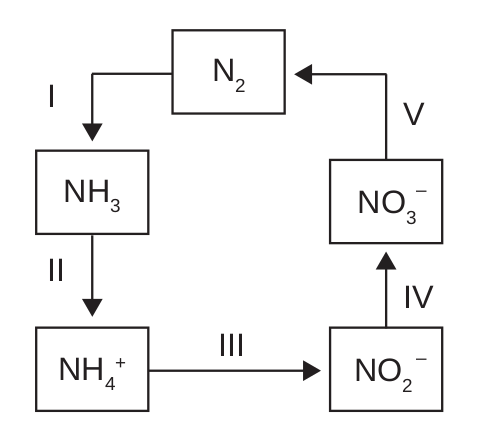 N₂
I
V
NH₃
NO₃⁻
II
IV
III
NH₄⁺
NO₂⁻